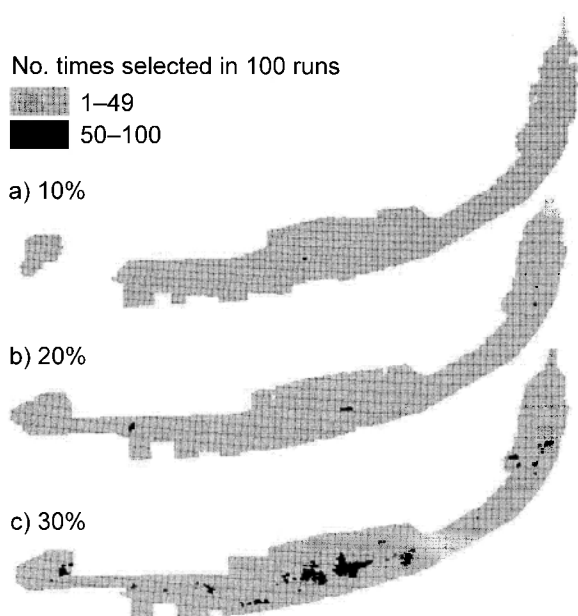 No. times selected in 100 runs
1–49
50–100
a) 10%
b) 20%
c) 30%